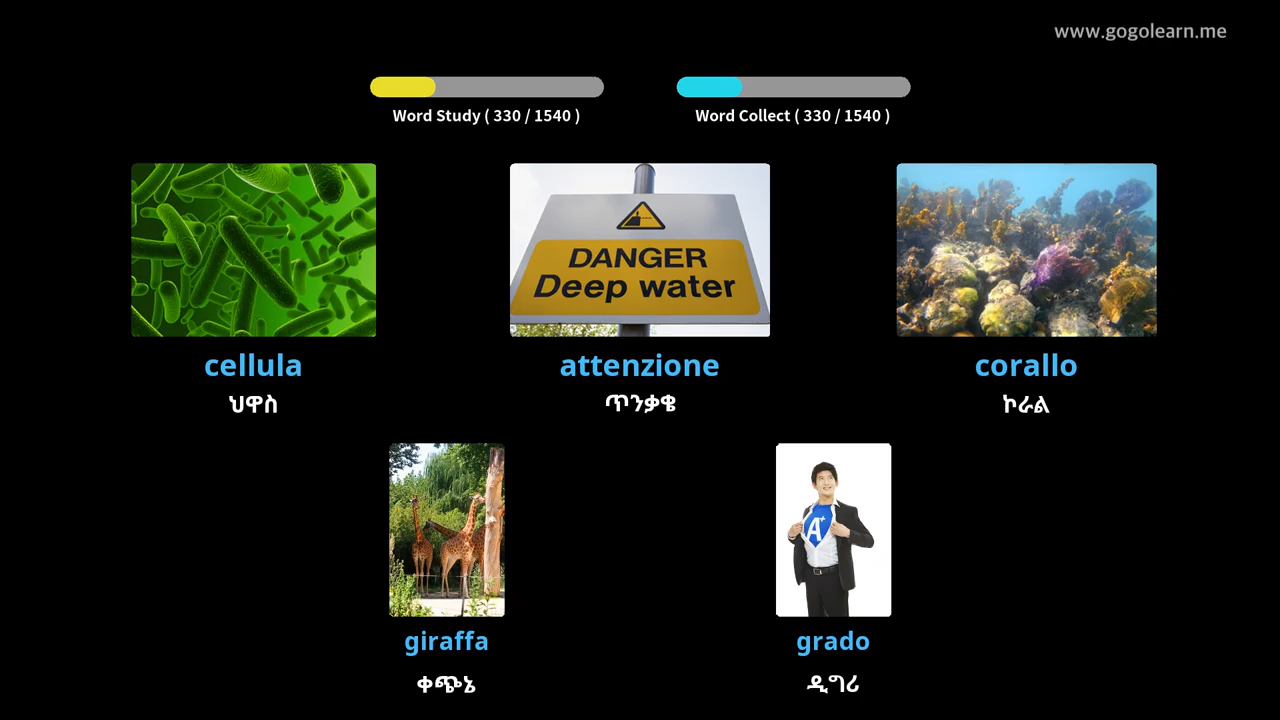 www.gogolearn.me
Word Study ( 330 / 1540 )
Word Collect ( 330 / 1540 )
DANGER
Deep water
cellula
attenzione
corallo
ህዋስ
ጥንቃቄ
ኮራል
A+
giraffa
grado
ቀጭኔ
ዲግሪ